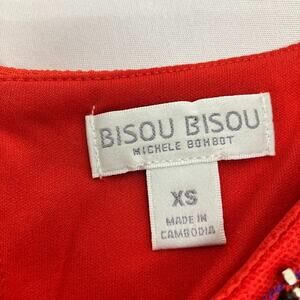 BISOU BISOU
MICHELE BOHBOT
XS
MADE IN
CAMBODIA